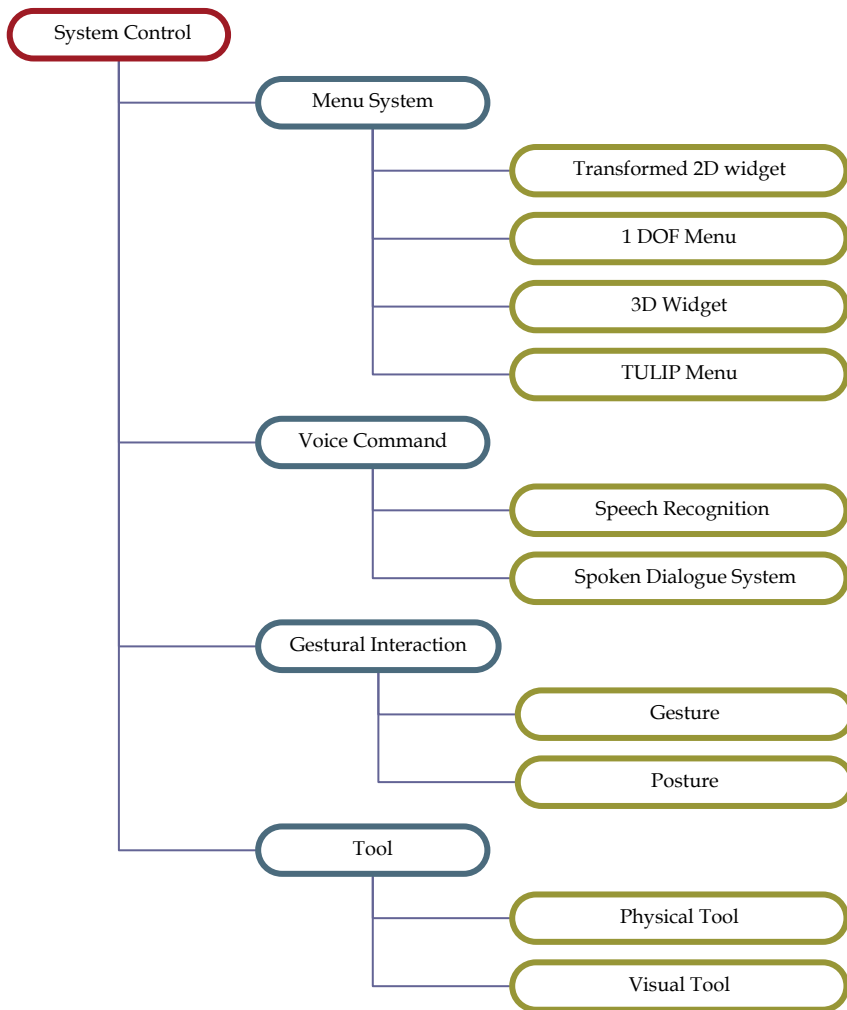 System Control
Menu System
Transformed 2D widget
1 DOF Menu
3D Widget
TULIP Menu
Voice Command
Speech Recognition
Spoken Dialogue System
Gestural Interaction
Gesture
Posture
Tool
Physical Tool
Visual Tool